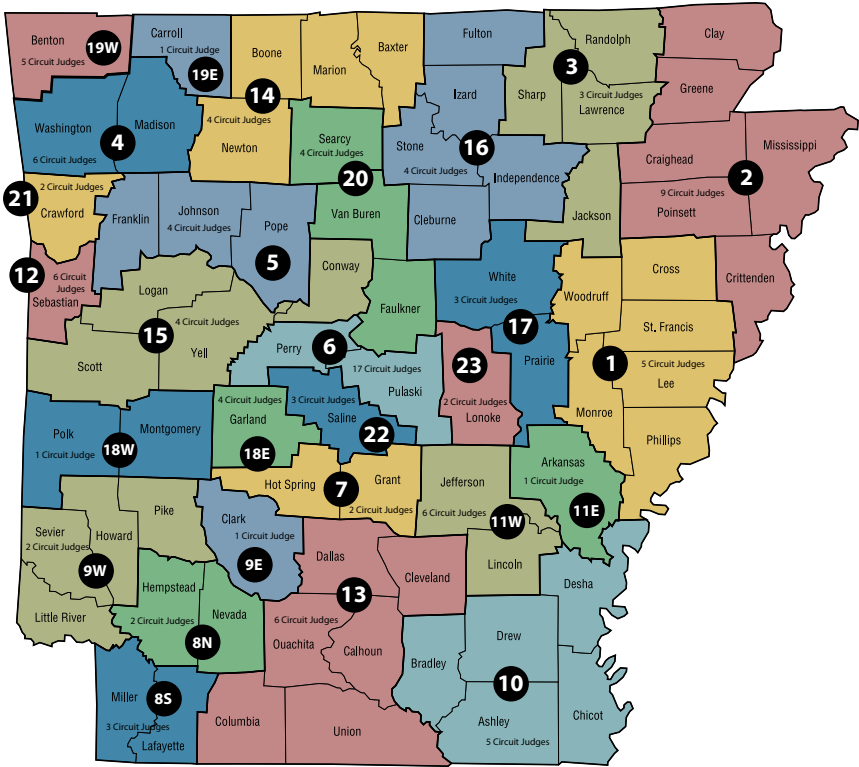 Benton
19W
5 Circuit Judges
Carroll
1 Circuit Judge
19E
Boone
14
4 Circuit Judges
Marion
Baxter
Newton
Fulton
Izard
Stone
16
4 Circuit Judges
Independence
Cleburne
Randolph
3
Sharp
3 Circuit Judges
Lawrence
Jackson
Clay
Greene
Craighead
Mississippi
2
9 Circuit Judges
Poinsett
Crittenden
Washington
Madison
4
6 Circuit Judges
Searcy
4 Circuit Judges
20
Van Buren
Faulkner
21
2 Circuit Judges
Crawford
Franklin
Johnson
4 Circuit Judges
Pope
5
12
6 Circuit
Judges
Sebastian
Logan
Conway
15
4 Circuit Judges
Yell
Scott
White
3 Circuit Judges
17
Prairie
Woodruff
Cross
St. Francis
1
5 Circuit Judges
Lee
Monroe
Phillips
Perry
6
17 Circuit Judges
Pulaski
23
2 Circuit Judges
Lonoke
4 Circuit Judges
Garland
18E
3 Circuit Judges
Saline
22
Polk
Montgomery
1 Circuit Judge
18W
Hot Spring
7
Grant
2 Circuit Judges
Jefferson
6 Circuit Judges
11W
Lincoln
Arkansas
1 Circuit Judge
11E
Pike
Sevier
2 Circuit Judges
Howard
9W
Little River
Clark
1 Circuit Judge
9E
Hempstead
Nevada
2 Circuit Judges
8N
Dallas
Cleveland
13
6 Circuit Judges
Ouachita
Calhoun
Columbia
Union
Desha
Drew
Bradley
10
Ashley
Chicot
5 Circuit Judges
Miller
8S
3 Circuit Judges
Lafayette